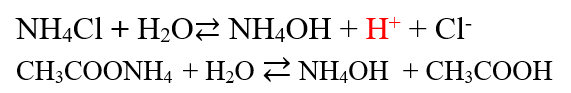 NH₄Cl + H₂O⇄ NH₄OH + H⁺ + Cl⁻
CH₃COONH₄ + H₂O ⇄ NH₄OH + CH₃COOH